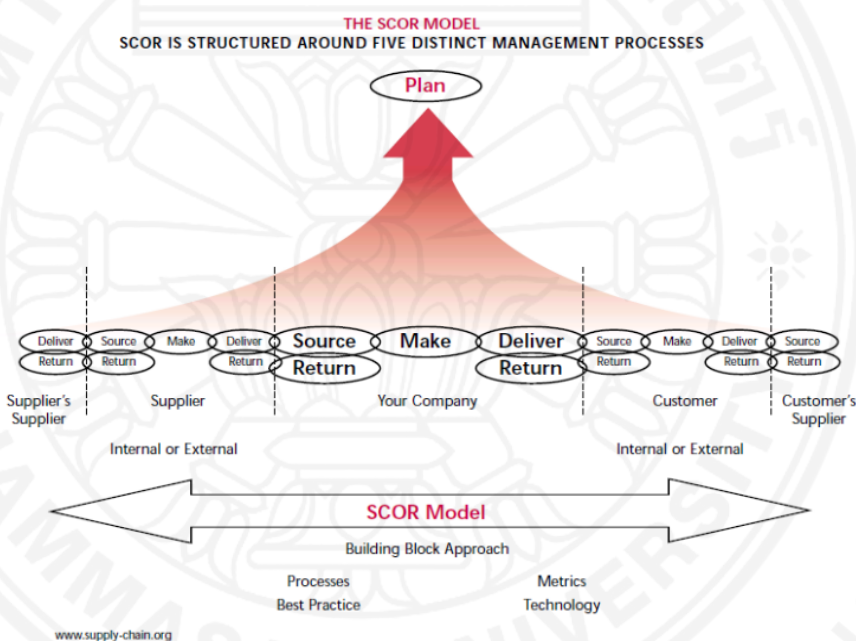 THE SCOR MODEL
SCOR IS STRUCTURED AROUND FIVE DISTINCT MANAGEMENT PROCESSES
Plan
Deliver Source Make Deliver Source Make Deliver Source Make Deliver Source
Return Return Return Return Return Return Return Return
Supplier's Supplier Your Company Customer Customer's
Supplier Supplier
Internal or External Internal or External
SCOR Model
Building Block Approach
Processes Metrics
Best Practice Technology
www.supply-chain.org